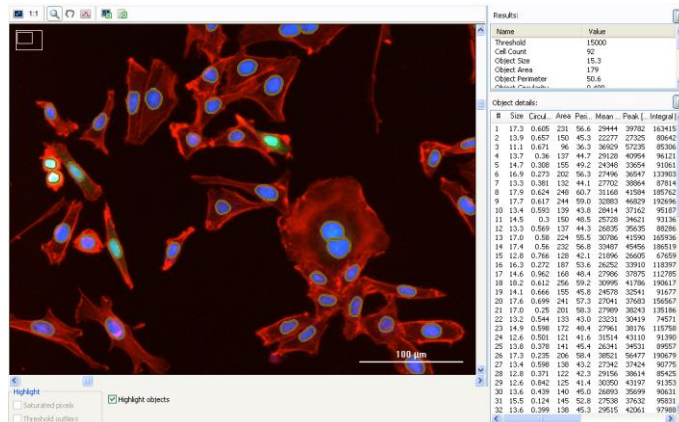 1:1
100 µm
Highlight
Saturated pixels
Threshold outliers
Highlight objects
Results:
Name Value
Threshold 15000
Cell Count 92
Object Size 15.3
Object Area 179
Object Perimeter 50.6
Object Circularity 0.488
Object details:
# Size Circul... Area Peri... Mean ... Peak [... Integral [
1 17.3 0.605 231 56.6 29444 39782 163415
2 13.9 0.657 150 45.3 22277 27325 80642
3 11.1 0.671 96 36.3 36929 57235 85306
4 13.7 0.36 137 44.7 29128 40954 96121
5 14.7 0.308 155 49.2 24348 33654 91061
6 16.9 0.273 202 56.3 27496 36547 133903
7 13.3 0.381 132 44.1 27702 38864 87814
8 17.9 0.624 248 60.7 31168 41584 185762
9 17.7 0.617 244 59.0 32883 46829 192696
10 13.4 0.593 139 43.8 28414 37162 95187
11 14.5 0.3 150 48.5 25728 34621 93136
12 13.3 0.569 137 44.3 26835 35635 88286
13 17.0 0.58 224 55.5 30786 41590 165936
14 17.4 0.56 232 56.8 33487 45456 186519
15 12.8 0.766 128 42.1 21896 26605 67659
16 16.3 0.272 187 53.6 26252 33910 118397
17 14.6 0.962 168 48.4 27986 37875 112785
18 18.2 0.612 256 59.2 30995 41786 190617
19 14.1 0.666 155 45.8 24578 32541 91677
20 17.6 0.699 241 57.3 27041 37683 156567
21 17.0 0.25 201 58.3 27989 38243 135186
22 13.2 0.544 133 43.0 23231 30419 74571
23 14.9 0.598 172 48.4 27961 38176 115758
24 12.6 0.501 121 41.6 31514 43110 91390
25 13.8 0.378 141 45.4 26341 34531 89557
26 17.3 0.235 206 58.4 38521 56477 190679
27 13.4 0.598 138 43.2 27342 37424 90775
28 12.8 0.371 122 42.3 29156 38614 85425
29 12.6 0.842 125 41.4 30350 43197 91353
30 13.6 0.439 140 45.0 26893 35699 90631
31 15.5 0.124 145 52.8 27538 37632 95831
32 13.6 0.399 138 45.3 29515 42061 97988